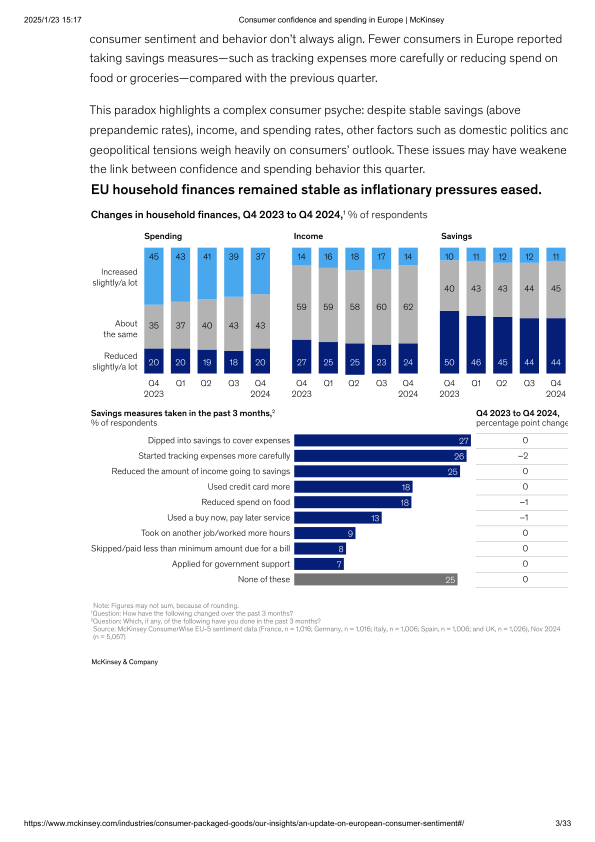 2025/1/23 15:17 Consumer confidence and spending in Europe | McKinsey
consumer sentiment and behavior don't always align. Fewer consumers in Europe reported
taking savings measures—such as tracking expenses more carefully or reducing spend on
food or groceries—compared with the previous quarter.
This paradox highlights a complex consumer psyche: despite stable savings (above
prepandemic rates), income, and spending rates, other factors such as domestic politics and
geopolitical tensions weigh heavily on consumers' outlook. These issues may have weakene
the link between confidence and spending behavior this quarter.
EU household finances remained stable as inflationary pressures eased.
Changes in household finances, Q4 2023 to Q4 2024,¹ % of respondents
Spending Income Savings
45 43 41 39 37 14 16 18 17 14 10 11 12 12 11
Increased
slightly/a lot
35 37 40 43 43 59 59 58 60 62 40 43 43 44 45
About
the same
20 20 19 18 20 27 25 25 23 24 50 46 45 44 44
Reduced
slightly/a lot
Q4 Q1 Q2 Q3 Q4 Q4 Q1 Q2 Q3 Q4 Q4 Q1 Q2 Q3 Q4
2023 2024 2023 2024 2023 2024
Savings measures taken in the past 3 months,² Q4 2023 to Q4 2024,
% of respondents percentage point change
Dipped into savings to cover expenses 27 0
Started tracking expenses more carefully 26 –2
Reduced the amount of income going to savings 25 0
Used credit card more 18 0
Reduced spend on food 18 –1
Used a buy now, pay later service 13 –1
Took on another job/worked more hours 9 0
Skipped/paid less than minimum amount due for a bill 8 0
Applied for government support 7 0
None of these 25 0
Note: Figures may not sum, because of rounding.
¹Question: How have the following changed over the past 3 months?
²Question: Which, if any, of the following have you done in the past 3 months?
Source: McKinsey ConsumerWise EU-5 sentiment data (France, n = 1,016; Germany, n = 1,016; Italy, n = 1,006; Spain, n = 1,006; and UK, n = 1,026), Nov 2024
(n = 5,057)
McKinsey & Company
https://www.mckinsey.com/industries/consumer-packaged-goods/our-insights/an-update-on-european-consumer-sentiment#/ 3/33